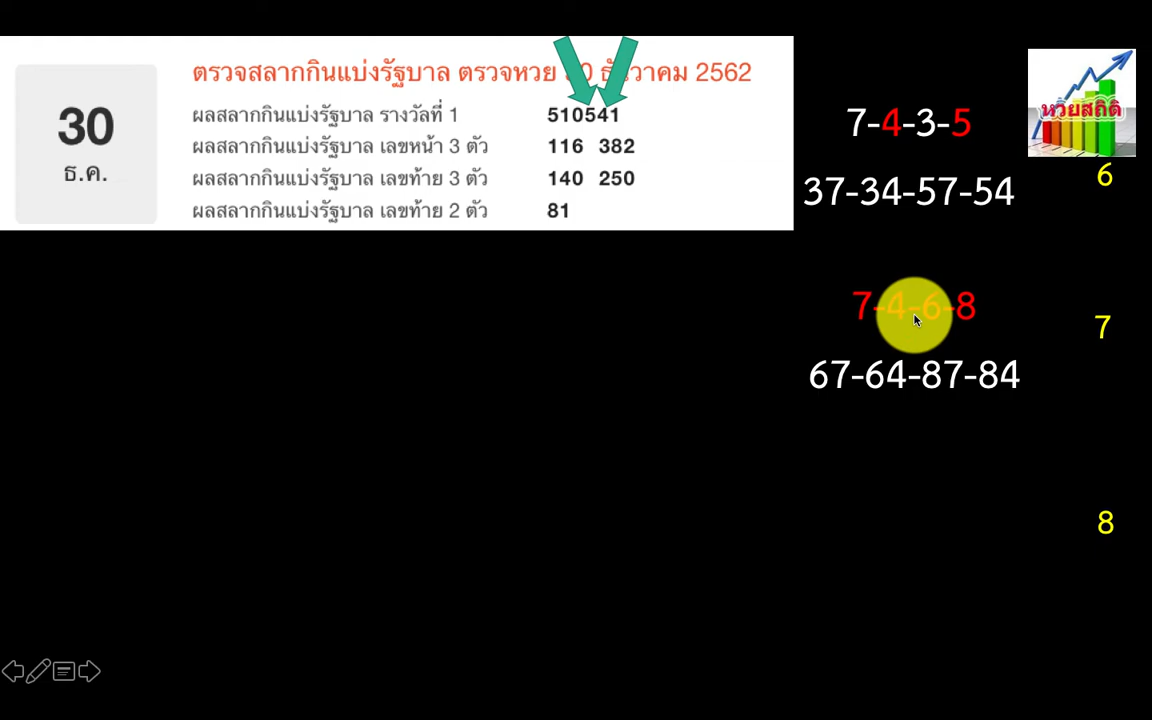 ตรวจสลากกินแบ่งรัฐบาล ตรวจหวย 30 ธันวาคม 2562
30
ธ.ค.
ผลสลากกินแบ่งรัฐบาล รางวัลที่ 1 510541
ผลสลากกินแบ่งรัฐบาล เลขหน้า 3 ตัว 116 382
ผลสลากกินแบ่งรัฐบาล เลขท้าย 3 ตัว 140 250
ผลสลากกินแบ่งรัฐบาล เลขท้าย 2 ตัว 81
หวยสถิติ
7-4-3-5
6
37-34-57-54
7-4-6-8
7
67-64-87-84
8